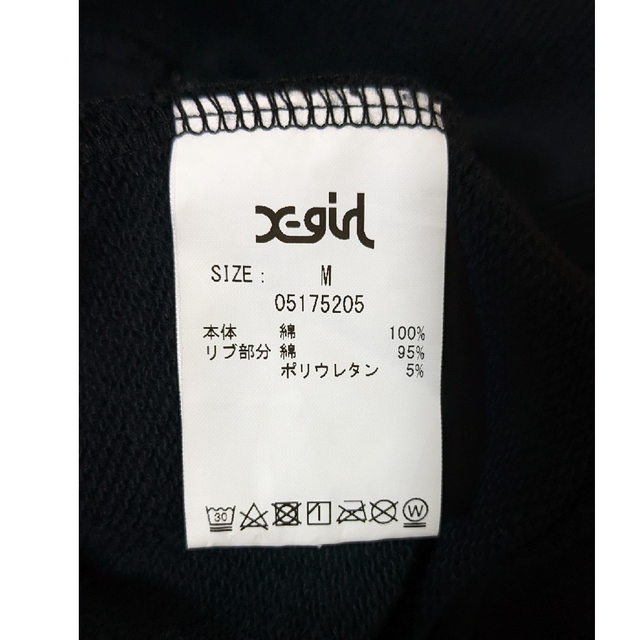 X-girl
SIZE: M
05175205
本体 綿 100%
リブ部分 綿 95%
ポリウレタン 5%
30 W